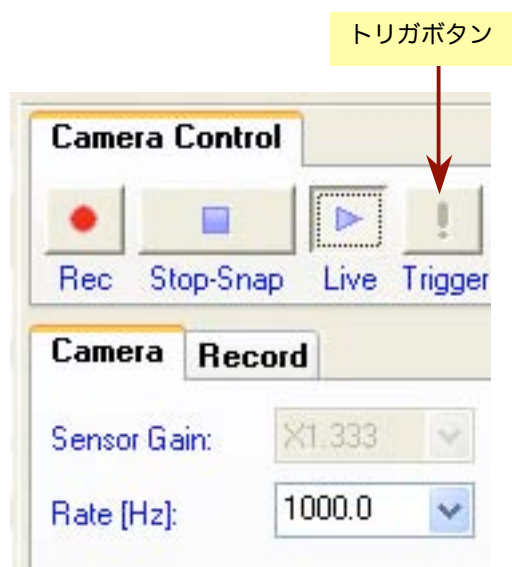 トリガボタン
Camera Control
Rec Stop-Snap Live Trigger
Camera Record
Sensor Gain: X1.333
Rate [Hz]: 1000.0